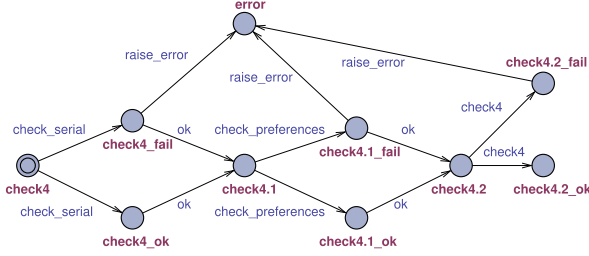 error
raise_error
raise_error
raise_error
check4.2_fail
check4
check_serial
ok
check_preferences
ok
check4_fail
check4.1_fail
check4
check4
check4.1
check4.2
check4.2_ok
check_serial
ok
check_preferences
ok
check4_ok
check4.1_ok